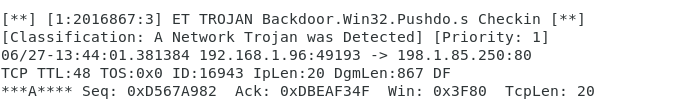 [**] [1:2016867:3] ET TROJAN Backdoor.Win32.Pushdo.s Checkin [**]
[Classification: A Network Trojan was Detected] [Priority: 1]
06/27-13:44:01.381384 192.168.1.96:49193 -> 198.1.85.250:80
TCP TTL:48 TOS:0x0 ID:16943 IpLen:20 DgmLen:867 DF
***A**** Seq: 0xD567A982  Ack: 0xDBEAF34F  Win: 0x3F80  TcpLen: 20